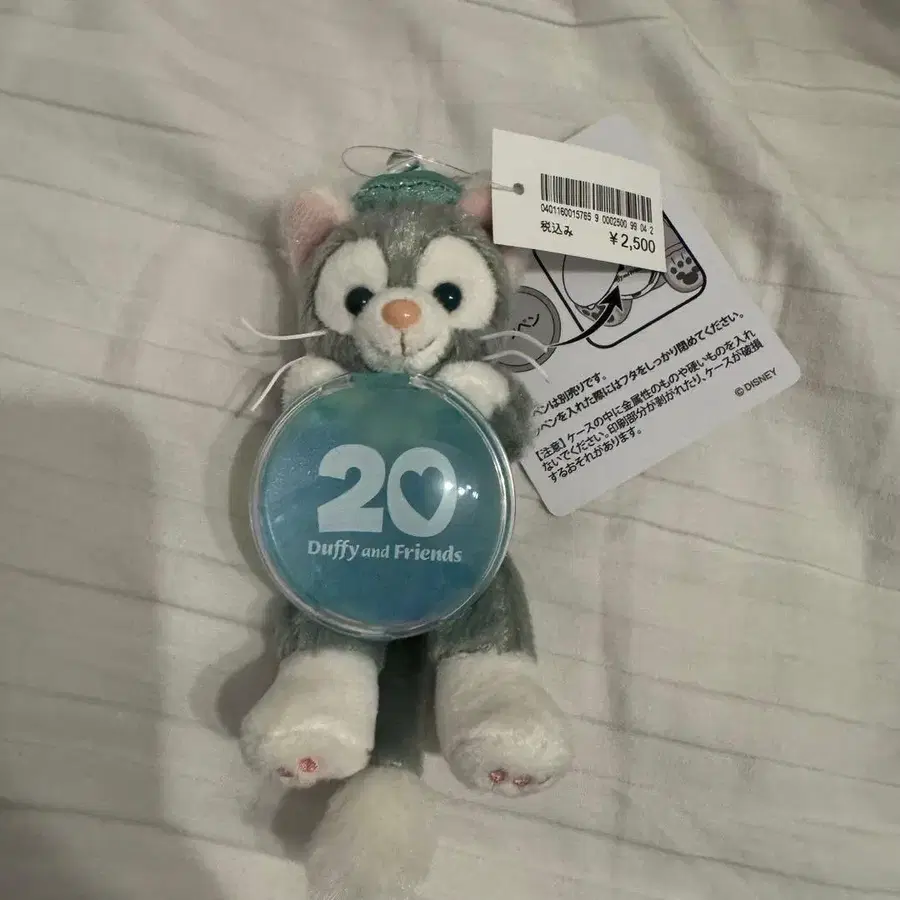 0401160015785 9 0002500 99 04 2
税込み ¥2,500
ペン
ペンは別売りです。
ペンを入れた際にはフタをしっかり閉めてください。
【注意】ケースの中に金属性のものや硬いものを入れ
ないでください。印刷部分が剥がれたり、ケースが破損
するおそれがあります。
©DISNEY
20
Duffy and Friends